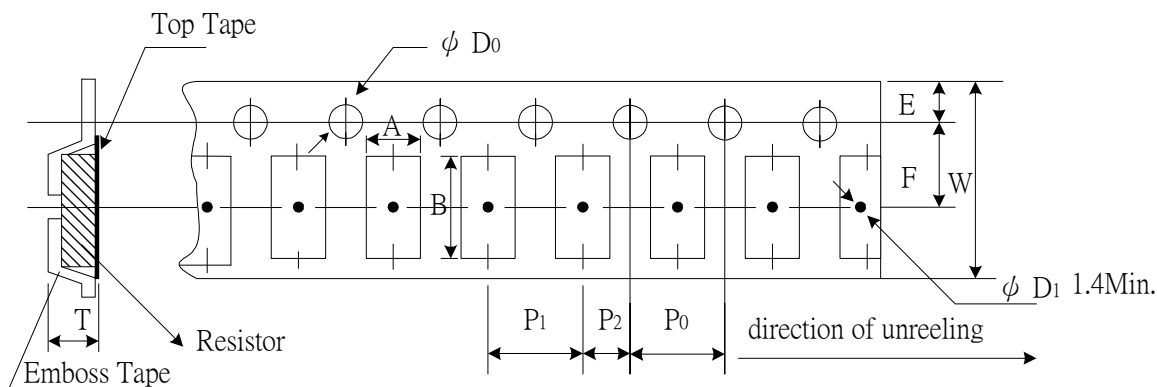 Top Tape
ψ D0
E
A
F
W
B
ψ D1 1.4Min.
T
P1
P2
P0
direction of unreeling
Resistor
Emboss Tape